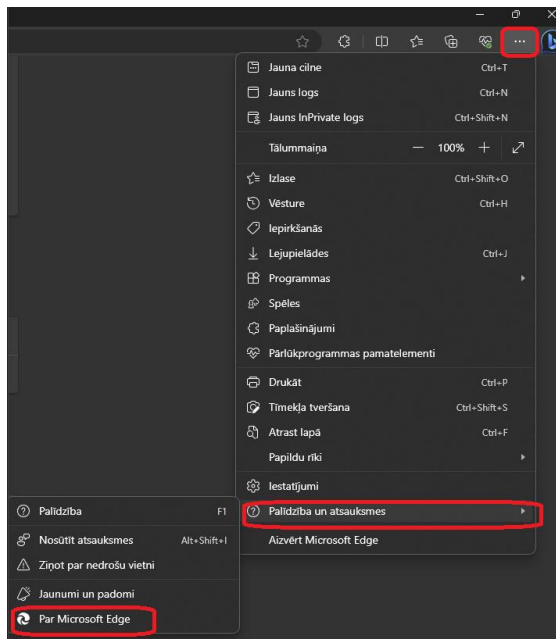 Jauna cilne Ctrl+T
Jauns logs Ctrl+N
Jauns InPrivate logs Ctrl+Shift+N
Tālummaiņa — 100% +
Izlase Ctrl+Shift+O
Vēsture Ctrl+H
Iepirkšanās
Lejupielādes Ctrl+J
Programmas
Spēles
Paplašinājumi
Pārlūkprogrammas pamatelementi
Drukāt Ctrl+P
Tīmekļa tveršana Ctrl+Shift+S
Atrast lapā Ctrl+F
Papildu rīki
Iestatījumi
Palīdzība un atsauksmes
Aizvērt Microsoft Edge
Palīdzība F1
Nosūtīt atsauksmes Alt+Shift+I
Ziņot par nedrošu vietni
Jaunumi un padomi
Par Microsoft Edge